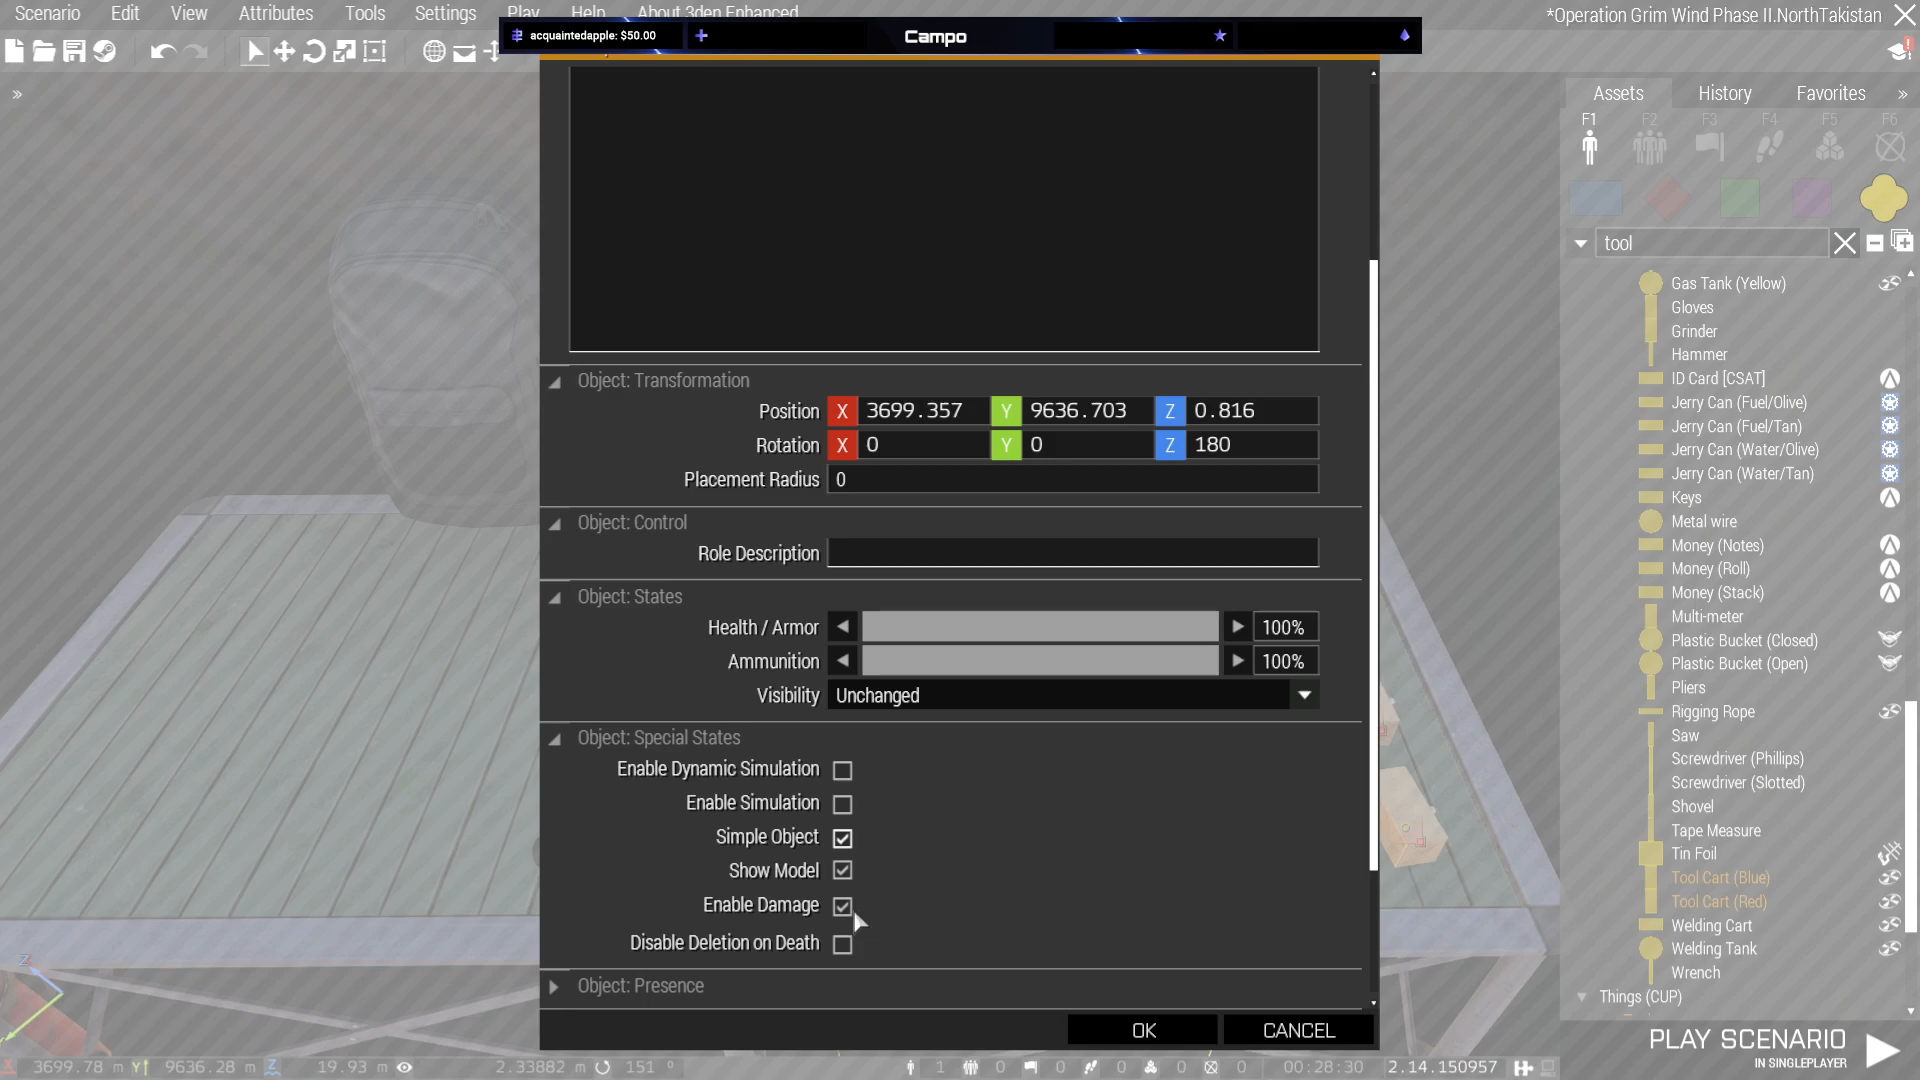 Scenario Edit View Attributes Tools Settings Play Help About 3den Enhanced
*Operation Grim Wind Phase II.NorthTakistan
acquaintedapple: $50.00
Campo
Assets History Favorites
F1 F2 F3 F4 F5 F6
tool
Gas Tank (Yellow)
Gloves
Grinder
Hammer
ID Card [CSAT]
Jerry Can (Fuel/Olive)
Jerry Can (Fuel/Tan)
Jerry Can (Water/Olive)
Jerry Can (Water/Tan)
Keys
Metal wire
Money (Notes)
Money (Roll)
Money (Stack)
Multi-meter
Plastic Bucket (Closed)
Plastic Bucket (Open)
Pliers
Rigging Rope
Saw
Screwdriver (Phillips)
Screwdriver (Slotted)
Shovel
Tape Measure
Tin Foil
Tool Cart (Blue)
Tool Cart (Red)
Welding Cart
Welding Tank
Wrench
Things (CUP)
Object: Transformation
Position X 3699.357 Y 9636.703 Z 0.816
Rotation X 0 Y 0 Z 180
Placement Radius 0
Object: Control
Role Description
Object: States
Health / Armor 100%
Ammunition 100%
Visibility Unchanged
Object: Special States
Enable Dynamic Simulation
Enable Simulation
Simple Object
Show Model
Enable Damage
Disable Deletion on Death
Object: Presence
OK CANCEL
PLAY SCENARIO
IN SINGLEPLAYER
X 3699.78 m Y 9636.28 m Z 19.93 m 2.33882 m 151 ° 1 0 0 0 0 0 00:28:30 2.14.150957